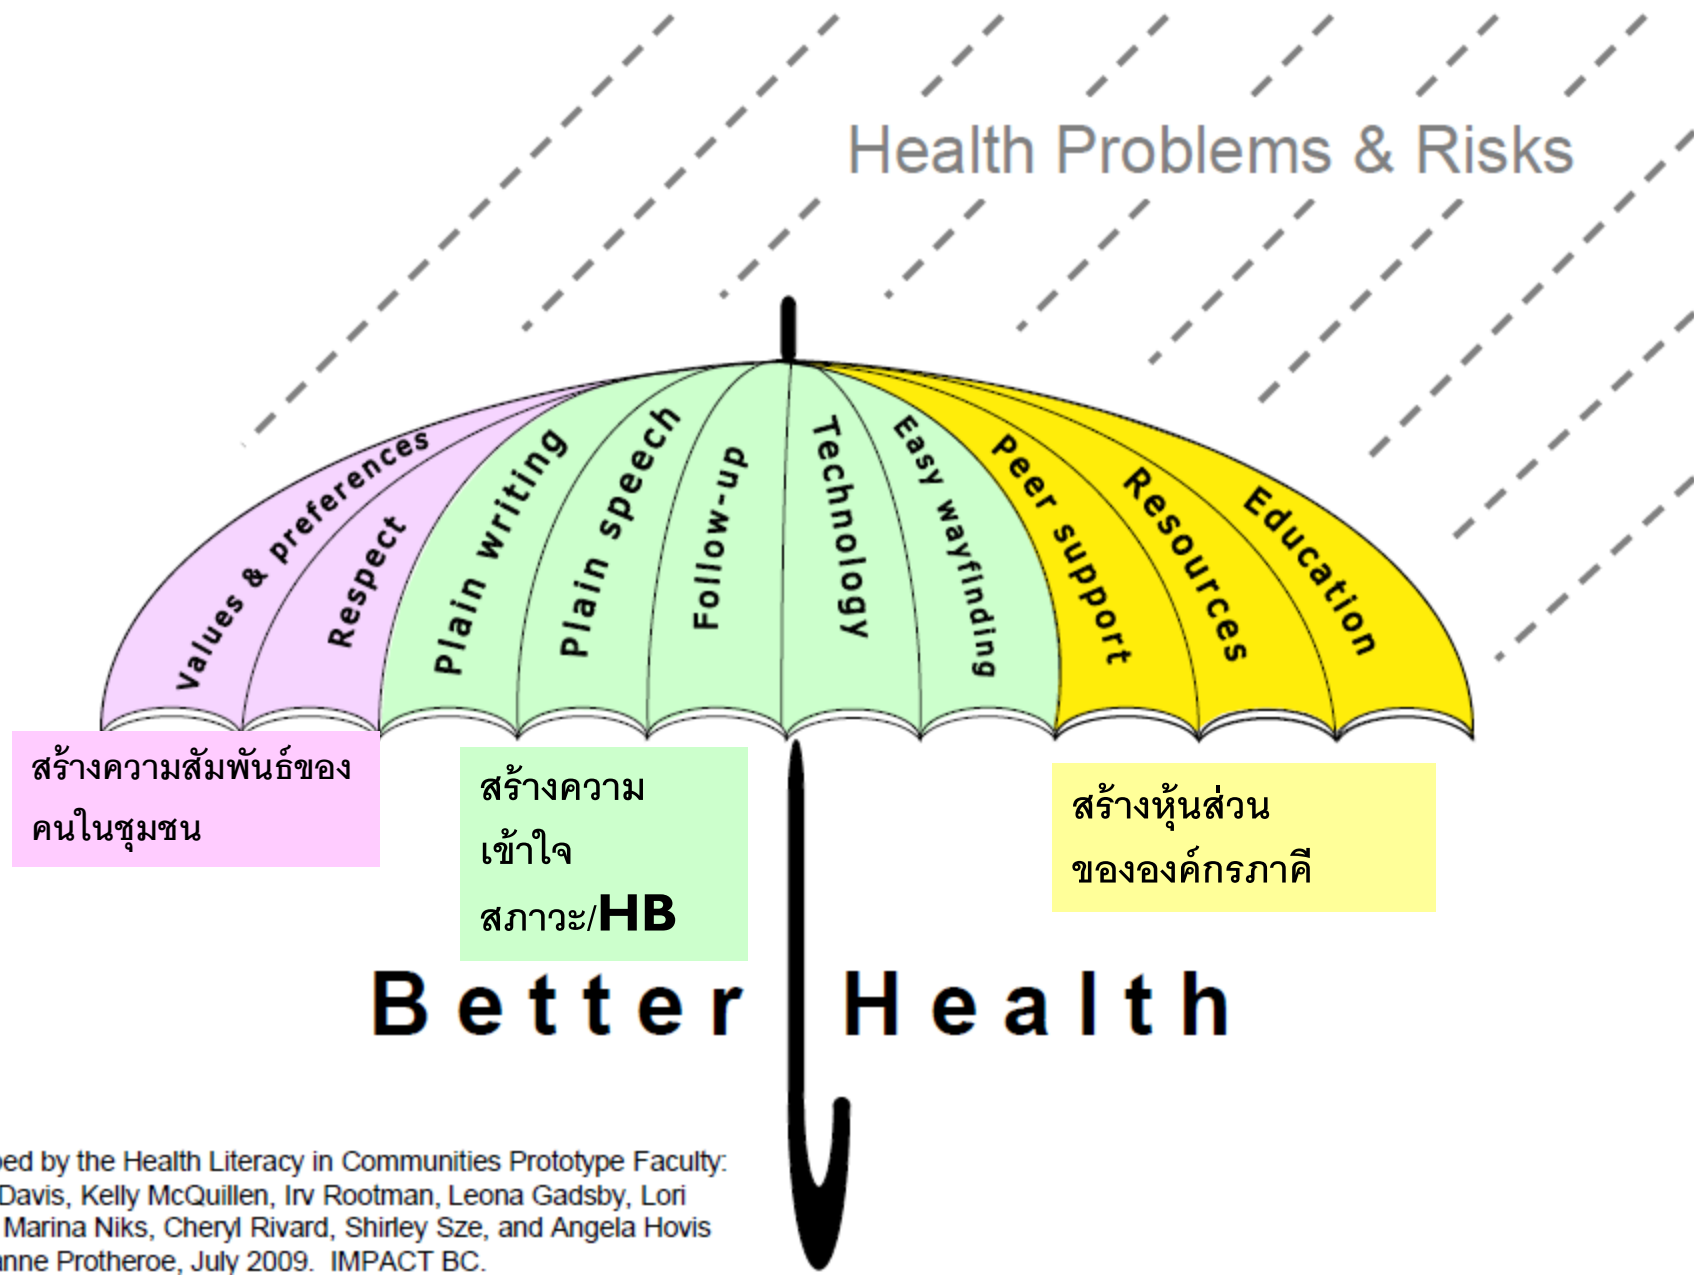 Health Problems & Risks
Values & preferences
Respect
Plain writing
Plain speech
Follow-up
Technology
Easy wayfinding
Peer support
Resources
Education
สร้างความสัมพันธ์ของ
คนในชุมชน
สร้างความ
เข้าใจ
สภาวะ/HB
สร้างหุ้นส่วน
ขององค์กรภาคี
Better Health
by the Health Literacy in Communities Prototype Faculty:
Davis, Kelly McQuillen, Irv Rootman, Leona Gadsby, Lori
Marina Niks, Cheryl Rivard, Shirley Sze, and Angela Hovis
Protheroe, July 2009. IMPACT BC.